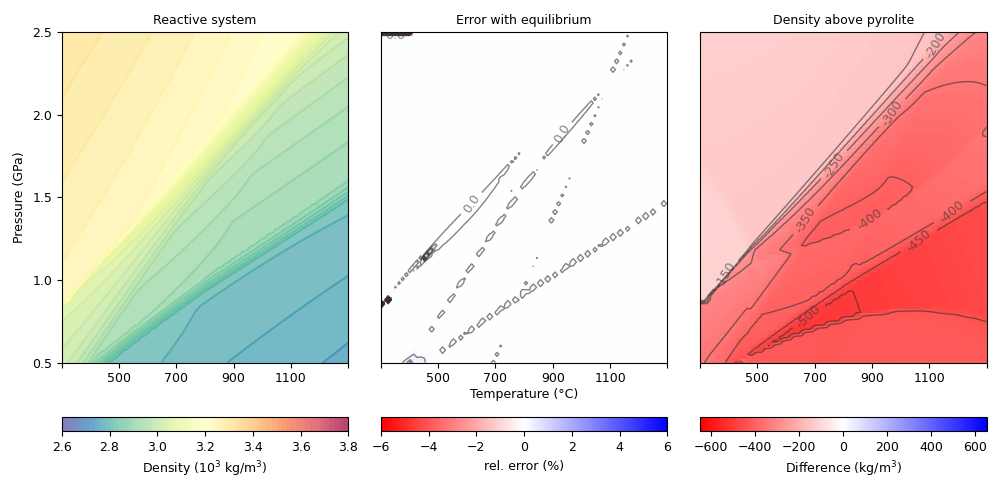 Reactive system
Error with equilibrium
Density above pyrolite
2.5
2.0
1.5
1.0
0.5
Pressure (GPa)
0.0
0.0
0.0
-200
-300
-250
-350
-400
-400
-450
-150
-500
500 700 900 1100
500 700 900 1100
500 700 900 1100
Temperature (°C)
2.6 2.8 3.0 3.2 3.4 3.6 3.8
−6 −4 −2 0 2 4 6
−600 −400 −200 0 200 400 600
Density (10³ kg/m³)
rel. error (%)
Difference (kg/m³)